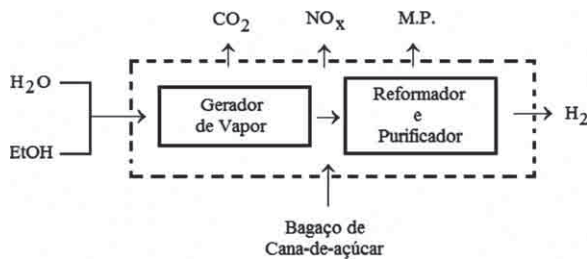 CO₂
NOₓ
M.P.
H₂O
EtOH
Gerador
de Vapor
Reformador
e
Purificador
H₂
Bagaço de
Cana-de-açúcar